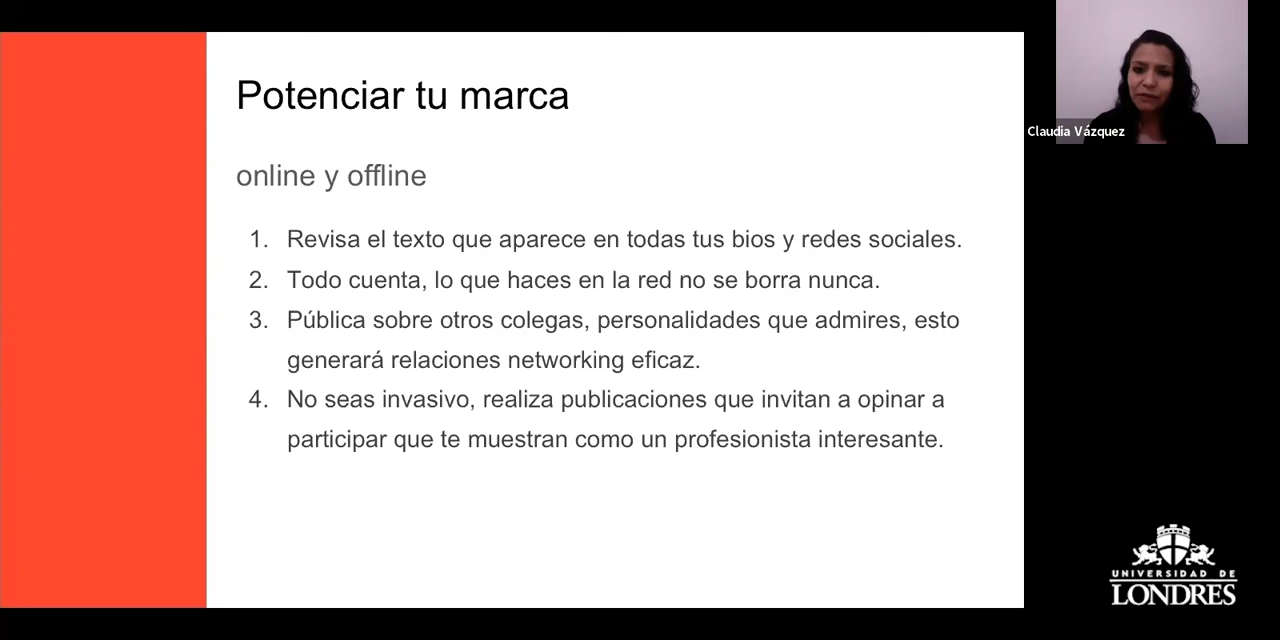 Potenciar tu marca
online y offline
1. Revisa el texto que aparece en todas tus bios y redes sociales.
2. Todo cuenta, lo que haces en la red no se borra nunca.
3. Pública sobre otros colegas, personalidades que admires, esto
generará relaciones networking eficaz.
4. No seas invasivo, realiza publicaciones que invitan a opinar a
participar que te muestran como un profesionista interesante.
Claudia Vázquez
UNIVERSIDAD DE
LONDRES